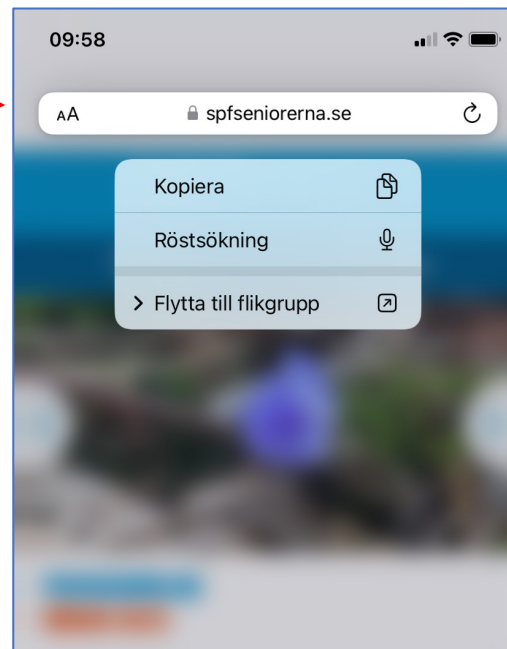 09:58
AA spfseniorerna.se
Kopiera
Röstsökning
Flytta till flikgrupp